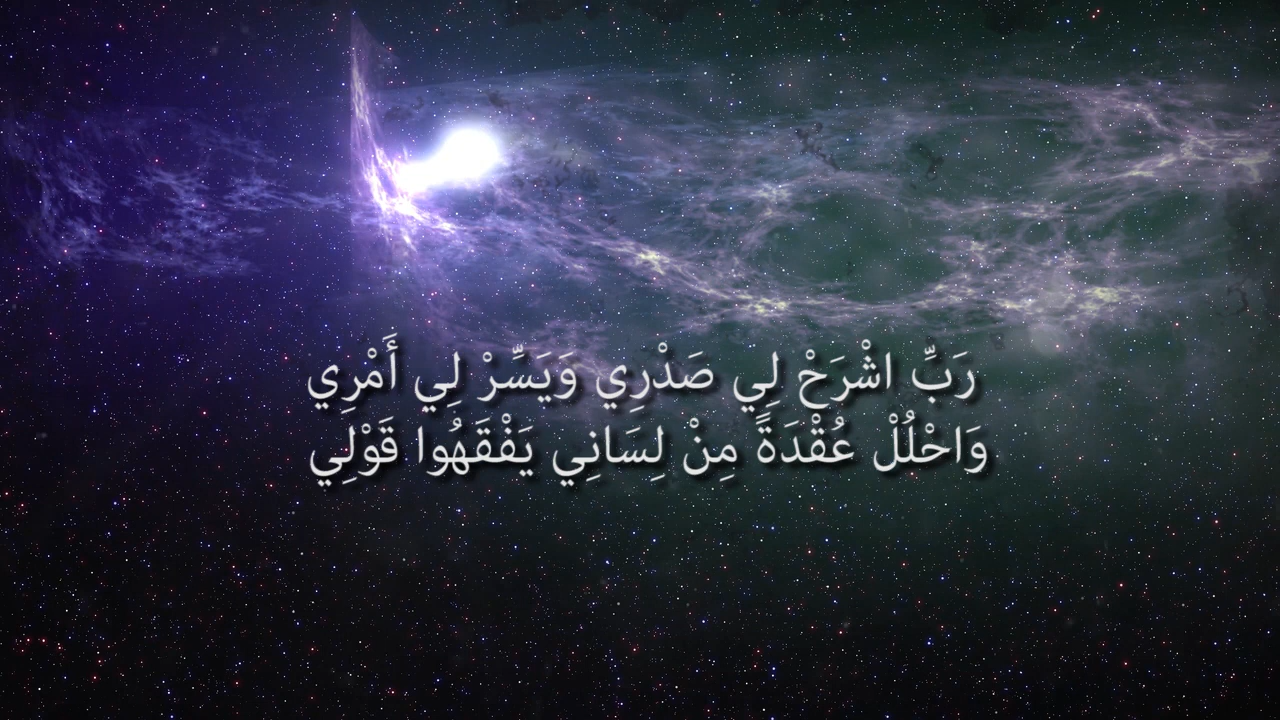 رَبِّ اشْرَحْ لِي صَدْرِي وَيَسِّرْ لِي أَمْرِي
وَاحْلُلْ عُقْدَةً مِنْ لِسَانِي يَفْقَهُوا قَوْلِي